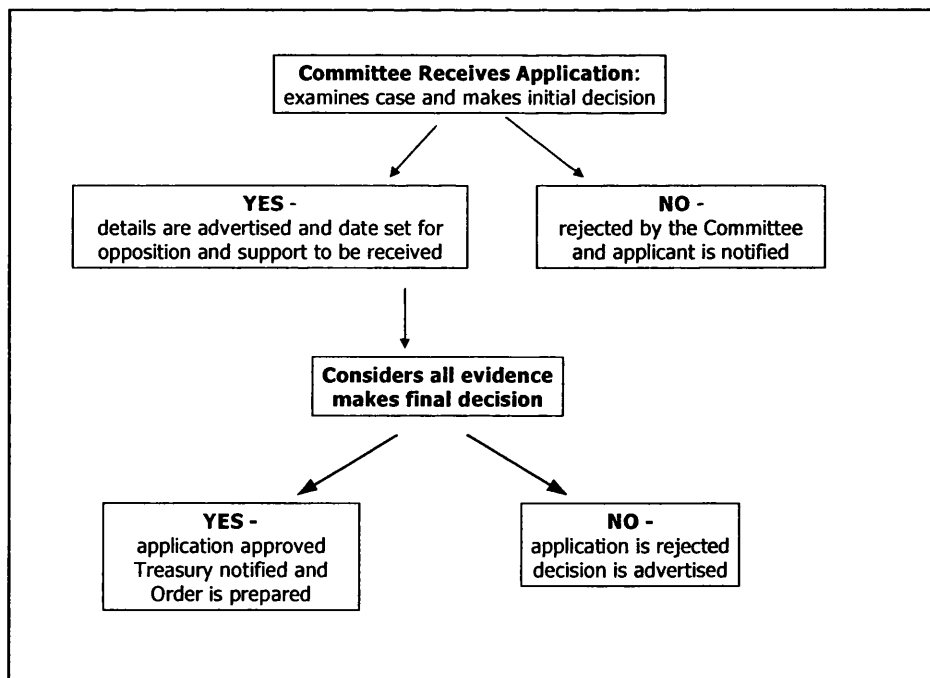 Committee Receives Application:
examines case and makes initial decision
YES -
details are advertised and date set for
opposition and support to be received
NO -
rejected by the Committee
and applicant is notified
Considers all evidence
makes final decision
YES -
application approved
Treasury notified and
Order is prepared
NO -
application is rejected
decision is advertised